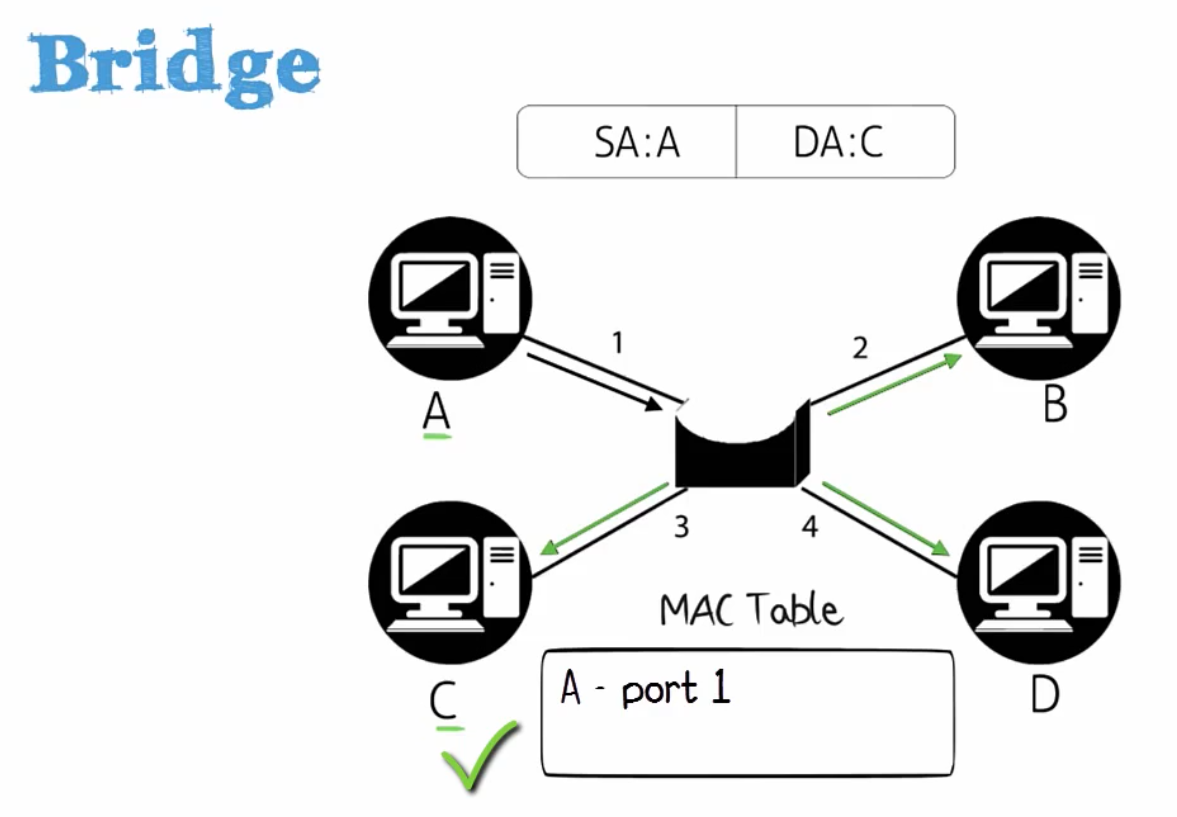 Bridge
SA:A DA:C
1
2
A
B
3
4
MAC Table
A - port 1
C
D